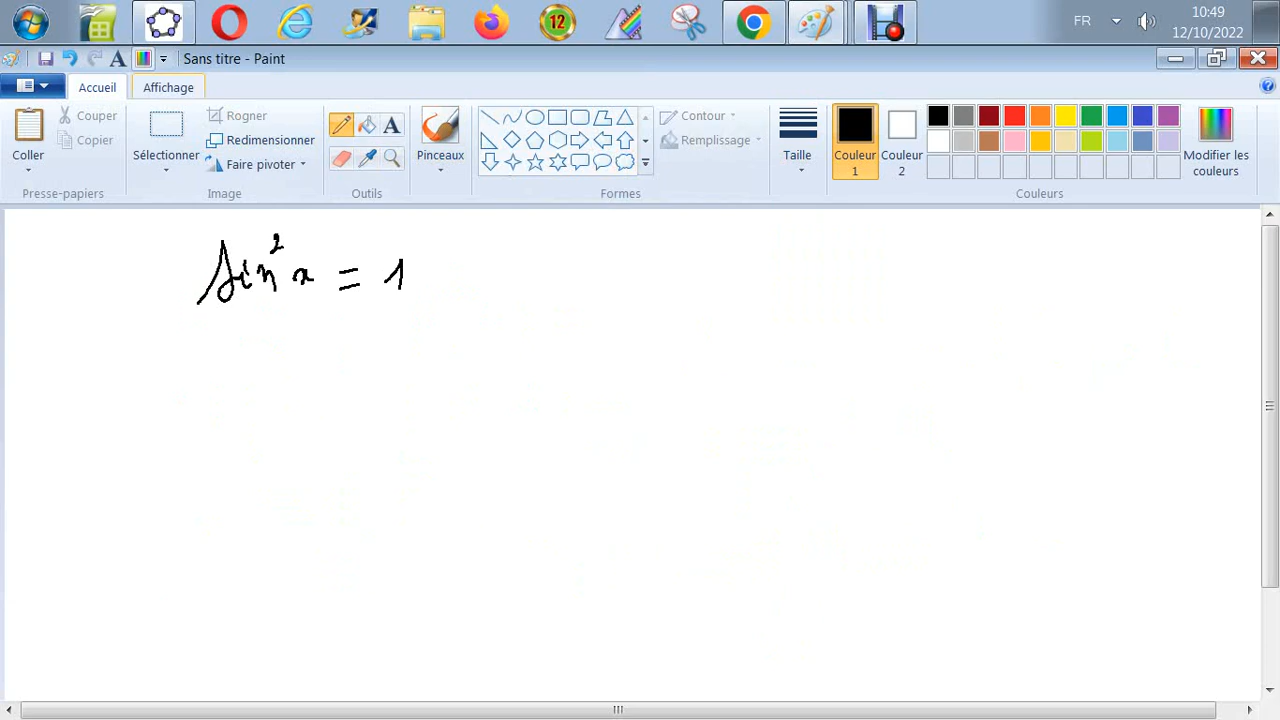 12
FR
10:49
12/10/2022
Sans titre - Paint
Accueil
Affichage
Coller
Couper
Copier
Presse-papiers
Sélectionner
Rogner
Redimensionner
Faire pivoter
Image
A
Outils
Pinceaux
Contour
Remplissage
Formes
Taille
Couleur 1
Couleur 2
Modifier les couleurs
Couleurs
sin² x = 1